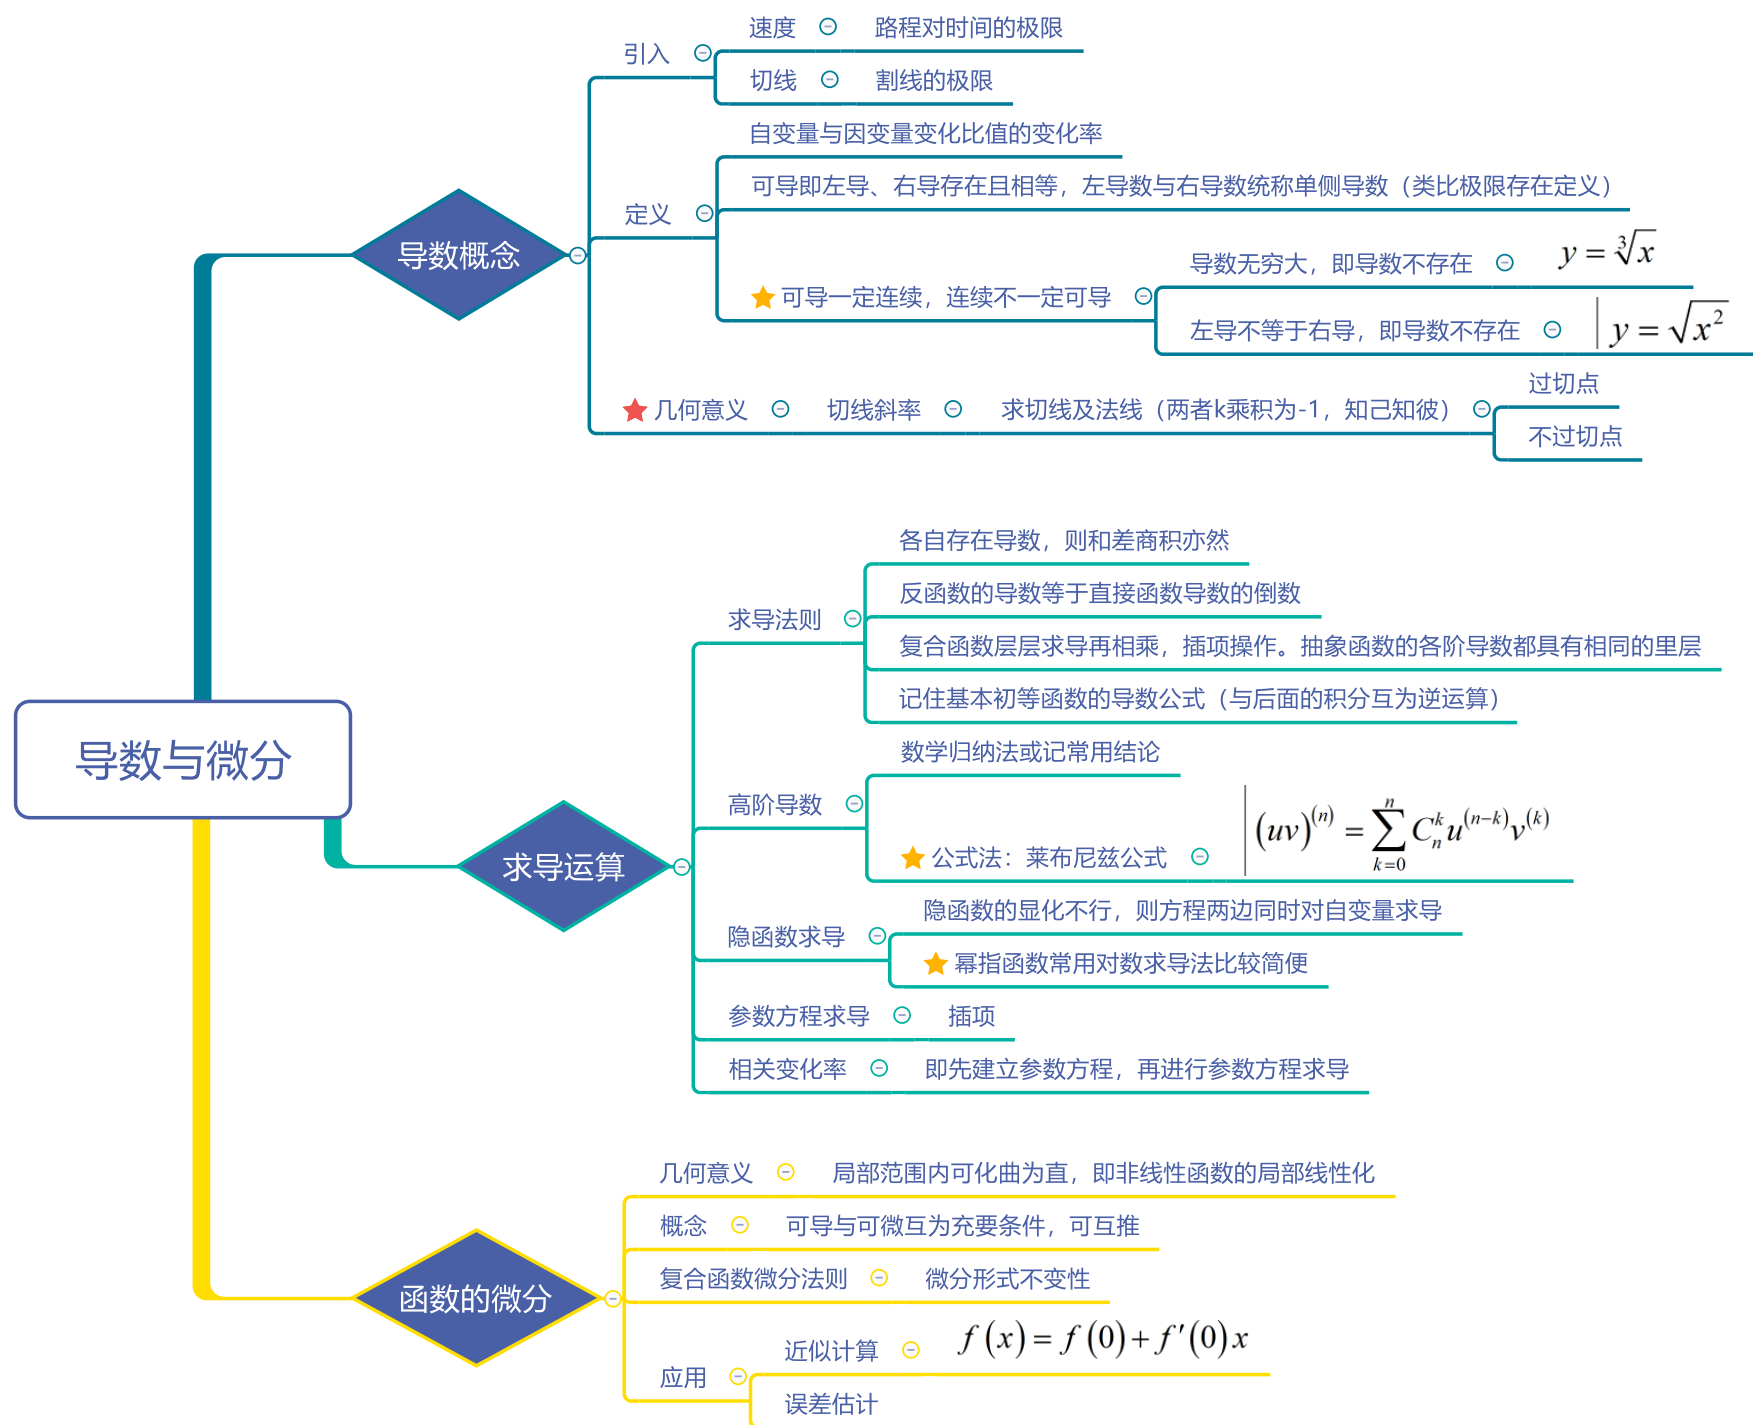 导数与微分
导数概念
引入
速度
路程对时间的极限
切线
割线的极限
定义
自变量与因变量变化比值的变化率
可导即左导、右导存在且相等，左导数与右导数统称单侧导数（类比极限存在定义）
可导一定连续，连续不一定可导
导数无穷大，即导数不存在
y = ∛x
左导不等于右导，即导数不存在
y = √x²
几何意义
切线斜率
求切线及法线（两者k乘积为-1，知己知彼）
过切点
不过切点
求导运算
求导法则
各自存在导数，则和差商积亦然
反函数的导数等于直接函数导数的倒数
复合函数层层求导再相乘，插项操作。抽象函数的各阶导数都具有相同的里层
记住基本初等函数的导数公式（与后面的积分互为逆运算）
高阶导数
数学归纳法或记常用结论
公式法：莱布尼兹公式
(uv)^(n) = ∑_{k=0}^{n} C_n^k u^(n−k) v^(k)
隐函数求导
隐函数的显化不行，则方程两边同时对自变量求导
幂指函数常用对数求导法比较简便
参数方程求导
插项
相关变化率
即先建立参数方程，再进行参数方程求导
函数的微分
几何意义
局部范围内可化曲为直，即非线性函数的局部线性化
概念
可导与可微互为充要条件，可互推
复合函数微分法则
微分形式不变性
应用
近似计算
f(x) = f(0) + f′(0)x
误差估计